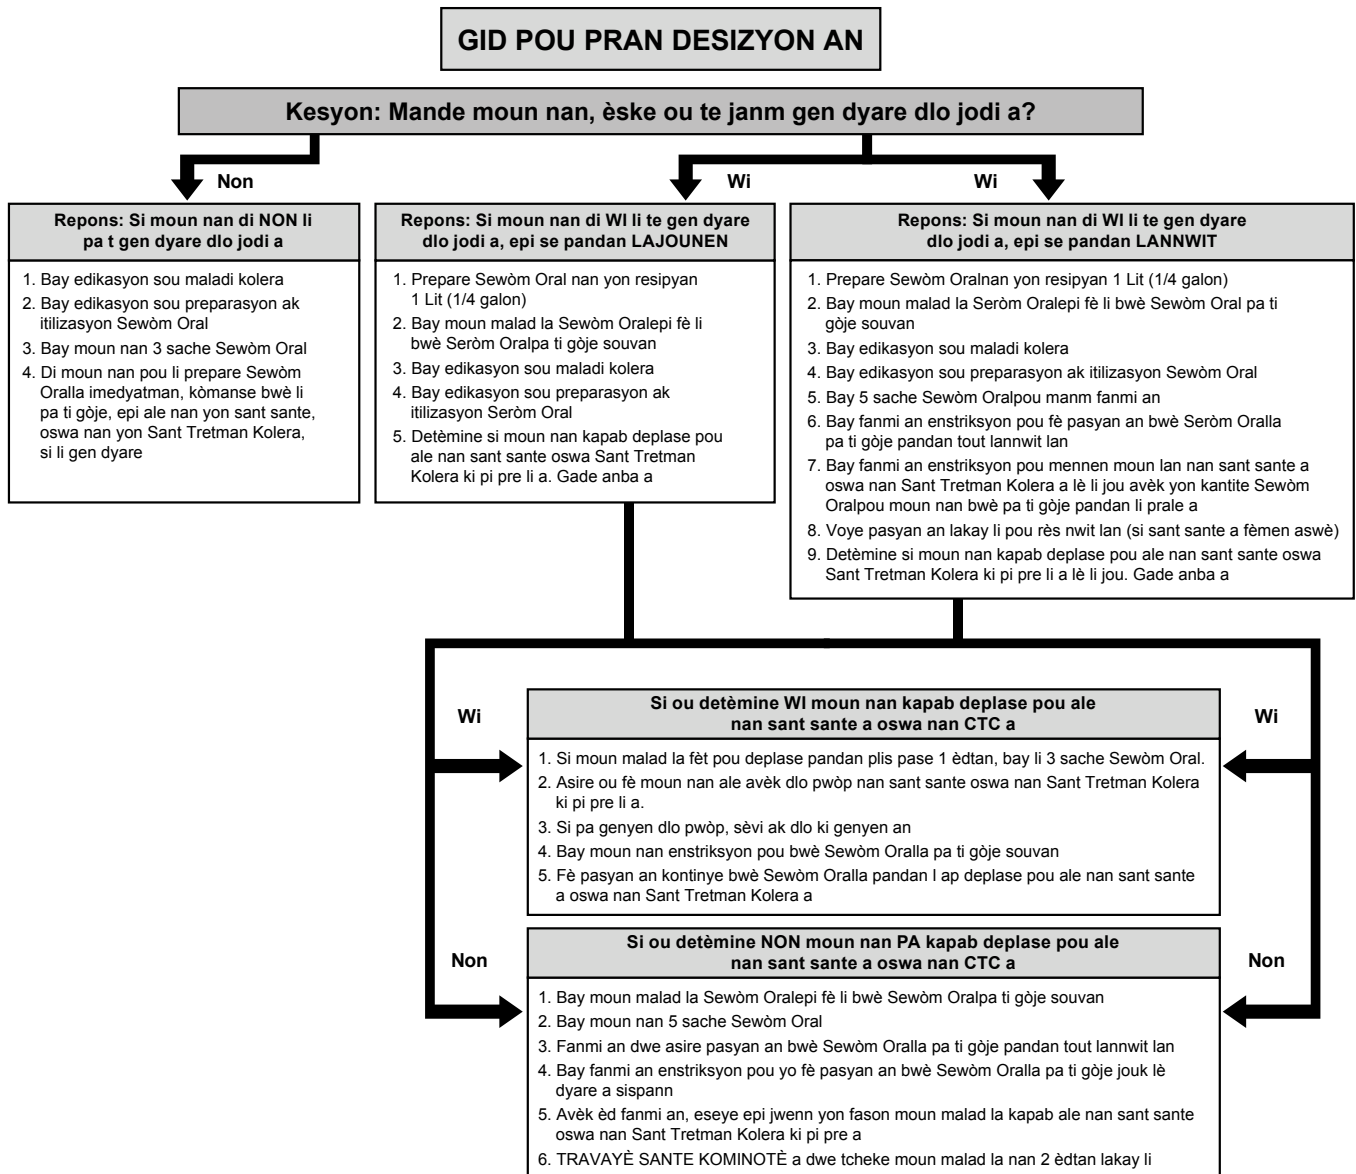 GID POU PRAN DESIZYON AN
Kesyon: Mande moun nan, èske ou te janm gen dyare dlo jodi a?
Non
Wi
Wi
Repons: Si moun nan di NON li
pa t gen dyare dlo jodi a
1. Bay edikasyon sou maladi kolera
2. Bay edikasyon sou preparasyon ak
itilizasyon Sewòm Oral
3. Bay moun nan 3 sache Sewòm Oral
4. Di moun nan pou li prepare Sewòm
Oralla imedyatman, kòmanse bwè li
pa ti gòje, epi ale nan yon sant sante,
oswa nan yon Sant Tretman Kolera,
si li gen dyare
Repons: Si moun nan di WI li te gen dyare
dlo jodi a, epi se pandan LAJOUNEN
1. Prepare Sewòm Oral nan yon resipyan
1 Lit (1/4 galon)
2. Bay moun malad la Sewòm Oralepi fè li
bwè Seròm Oralpa ti gòje souvan
3. Bay edikasyon sou maladi kolera
4. Bay edikasyon sou preparasyon ak
itilizasyon Seròm Oral
5. Detèmine si moun nan kapab deplase pou
ale nan sant sante oswa Sant Tretman
Kolera ki pi pre li a. Gade anba a
Repons: Si moun nan di WI li te gen dyare
dlo jodi a, epi se pandan LANNWIT
1. Prepare Sewòm Oralnan yon resipyan 1 Lit (1/4 galon)
2. Bay moun malad la Seròm Oralepi fè li bwè Sewòm Oral pa ti
gòje souvan
3. Bay edikasyon sou maladi kolera
4. Bay edikasyon sou preparasyon ak itilizasyon Sewòm Oral
5. Bay 5 sache Sewòm Oralpou manm fanmi an
6. Bay fanmi an enstriksyon pou fè pasyan an bwè Seròm Oralla
pa ti gòje pandan tout lannwit lan
7. Bay fanmi an enstriksyon pou mennen moun lan nan sant sante a
oswa nan Sant Tretman Kolera a lè li jou avèk yon kantite Sewòm
Oralpou moun nan bwè pa ti gòje pandan li prale a
8. Voye pasyan an lakay li pou rès nwit lan (si sant sante a fèmen aswè)
9. Detèmine si moun nan kapab deplase pou ale nan sant sante oswa
Sant Tretman Kolera ki pi pre li a lè li jou. Gade anba a
Wi
Wi
Si ou detèmine WI moun nan kapab deplase pou ale
nan sant sante a oswa nan CTC a
1. Si moun malad la fèt pou deplase pandan plis pase 1 èdtan, bay li 3 sache Sewòm Oral.
2. Asire ou fè moun nan ale avèk dlo pwòp nan sant sante oswa nan Sant Tretman Kolera
ki pi pre li a.
3. Si pa genyen dlo pwòp, sèvi ak dlo ki genyen an
4. Bay moun nan enstriksyon pou bwè Sewòm Oralla pa ti gòje souvan
5. Fè pasyan an kontinye bwè Sewòm Oralla pandan l ap deplase pou ale nan sant sante
a oswa nan Sant Tretman Kolera a
Non
Non
Si ou detèmine NON moun nan PA kapab deplase pou ale
nan sant sante a oswa nan CTC a
1. Bay moun malad la Sewòm Oralepi fè li bwè Sewòm Oralpa ti gòje souvan
2. Bay moun nan 5 sache Sewòm Oral
3. Fanmi an dwe asire pasyan an bwè Sewòm Oralla pa ti gòje pandan tout lannwit lan
4. Bay fanmi an enstriksyon pou yo fè pasyan an bwè Sewòm Oralla pa ti gòje jouk lè
dyare a sispann
5. Avèk èd fanmi an, eseye epi jwenn yon fason moun malad la kapab ale nan sant sante
oswa nan Sant Tretman Kolera ki pi pre a
6. TRAVAYÈ SANTE KOMINOTÈ a dwe tcheke moun malad la nan 2 èdtan lakay li